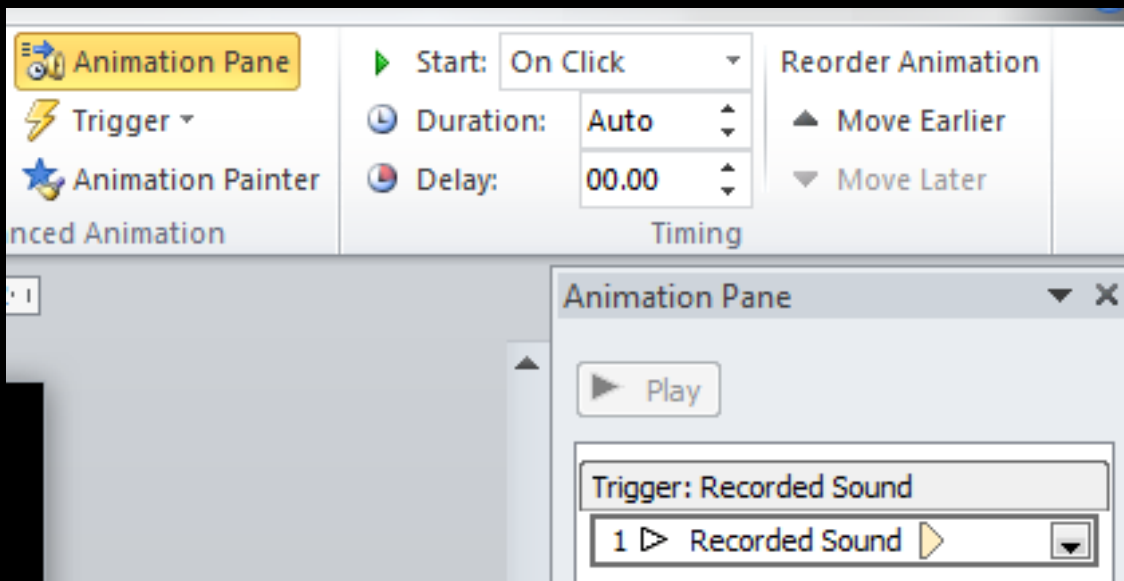 Animation Pane
Start: On Click
Reorder Animation
Trigger
Duration: Auto
Move Earlier
Animation Painter
Delay: 00.00
Move Later
nced Animation
Timing
Animation Pane
Play
Trigger: Recorded Sound
1 Recorded Sound